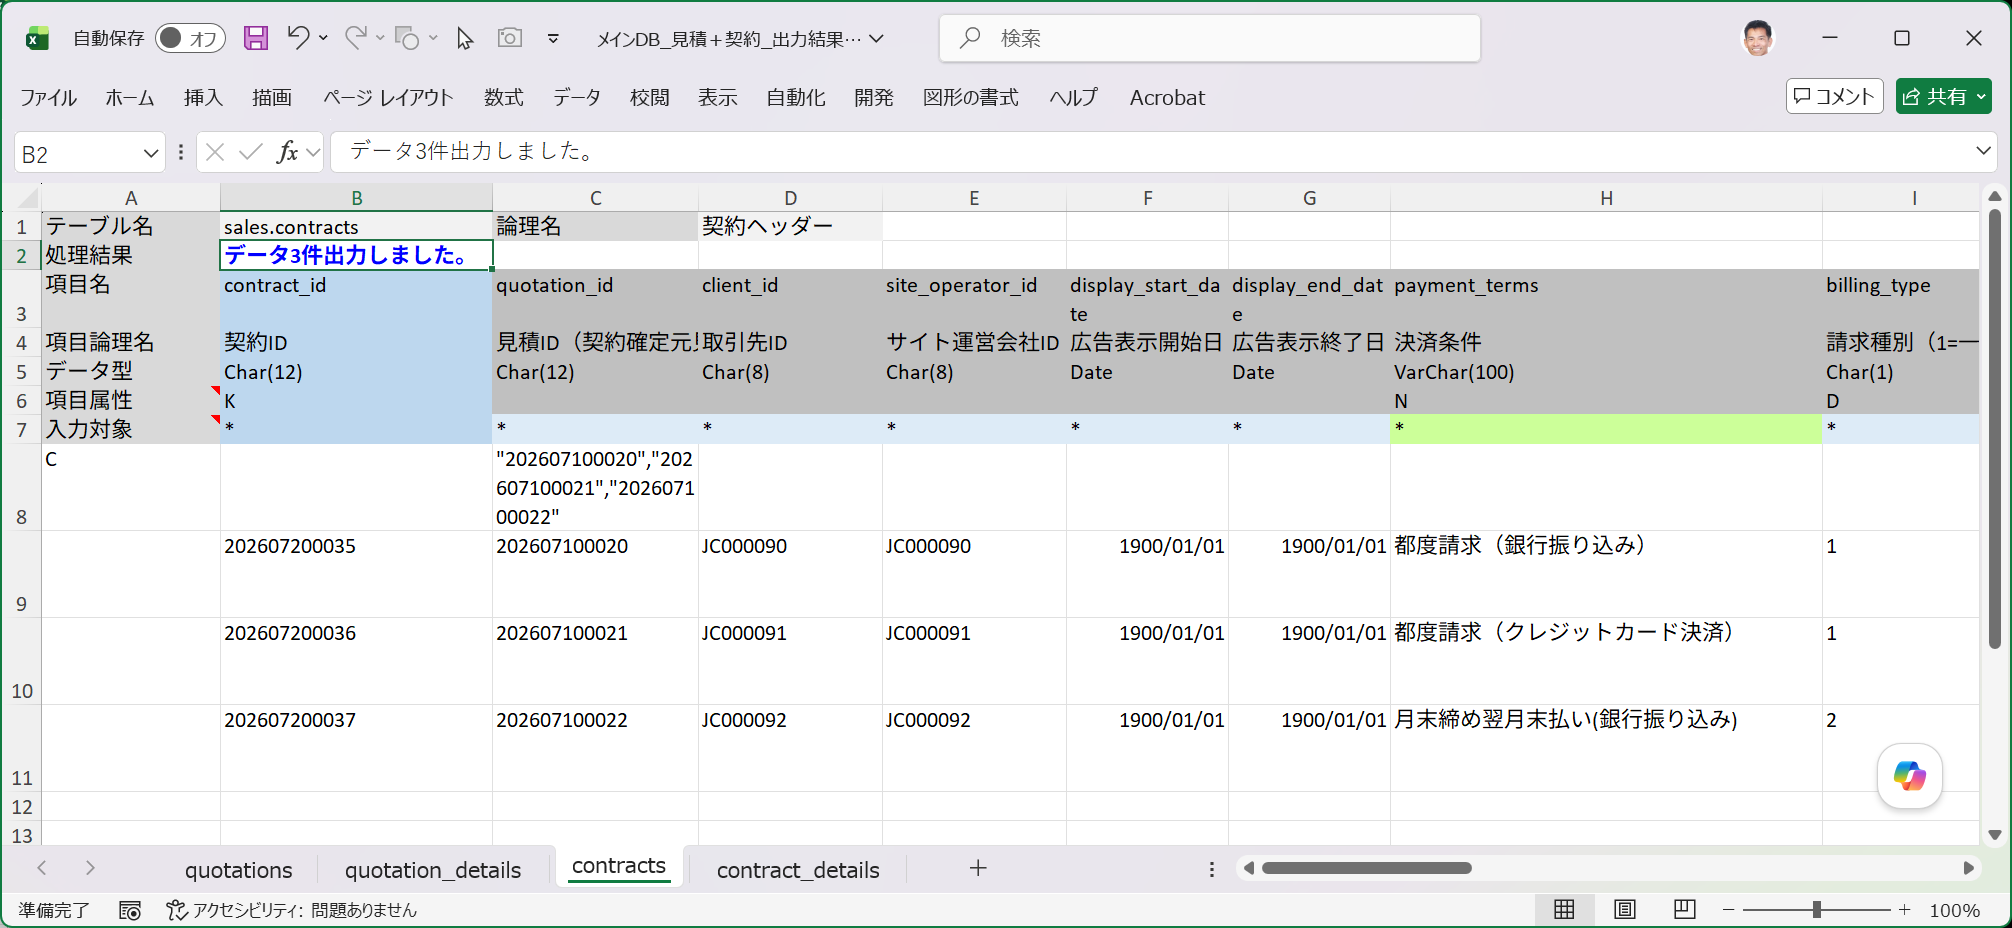 自動保存 オフ メインDB_見積＋契約_出力結果… 検索
ファイル ホーム 挿入 描画 ページ レイアウト 数式 データ 校閲 表示 自動化 開発 図形の書式 ヘルプ Acrobat コメント 共有
B2 fx データ3件出力しました。
A B C D E F G H I
1 テーブル名 sales.contracts 論理名 契約ヘッダー
2 処理結果 データ3件出力しました。
3 項目名 contract_id quotation_id client_id site_operator_id display_start_date display_end_date payment_terms billing_type
4 項目論理名 契約ID 見積ID（契約確定元 取引先ID サイト運営会社ID 広告表示開始日 広告表示終了日 決済条件 請求種別（1=一
5 データ型 Char(12) Char(12) Char(8) Char(8) Date Date VarChar(100) Char(1)
6 項目属性 K N D
7 入力対象 * * * * * * * *
8 C "202607100020","202607100021","202607100022"
9 202607200035 202607100020 JC000090 JC000090 1900/01/01 1900/01/01 都度請求（銀行振り込み） 1
10 202607200036 202607100021 JC000091 JC000091 1900/01/01 1900/01/01 都度請求（クレジットカード決済） 1
11 202607200037 202607100022 JC000092 JC000092 1900/01/01 1900/01/01 月末締め翌月末払い(銀行振り込み) 2
12
13
quotations quotation_details contracts contract_details
準備完了 アクセシビリティ: 問題ありません 100%